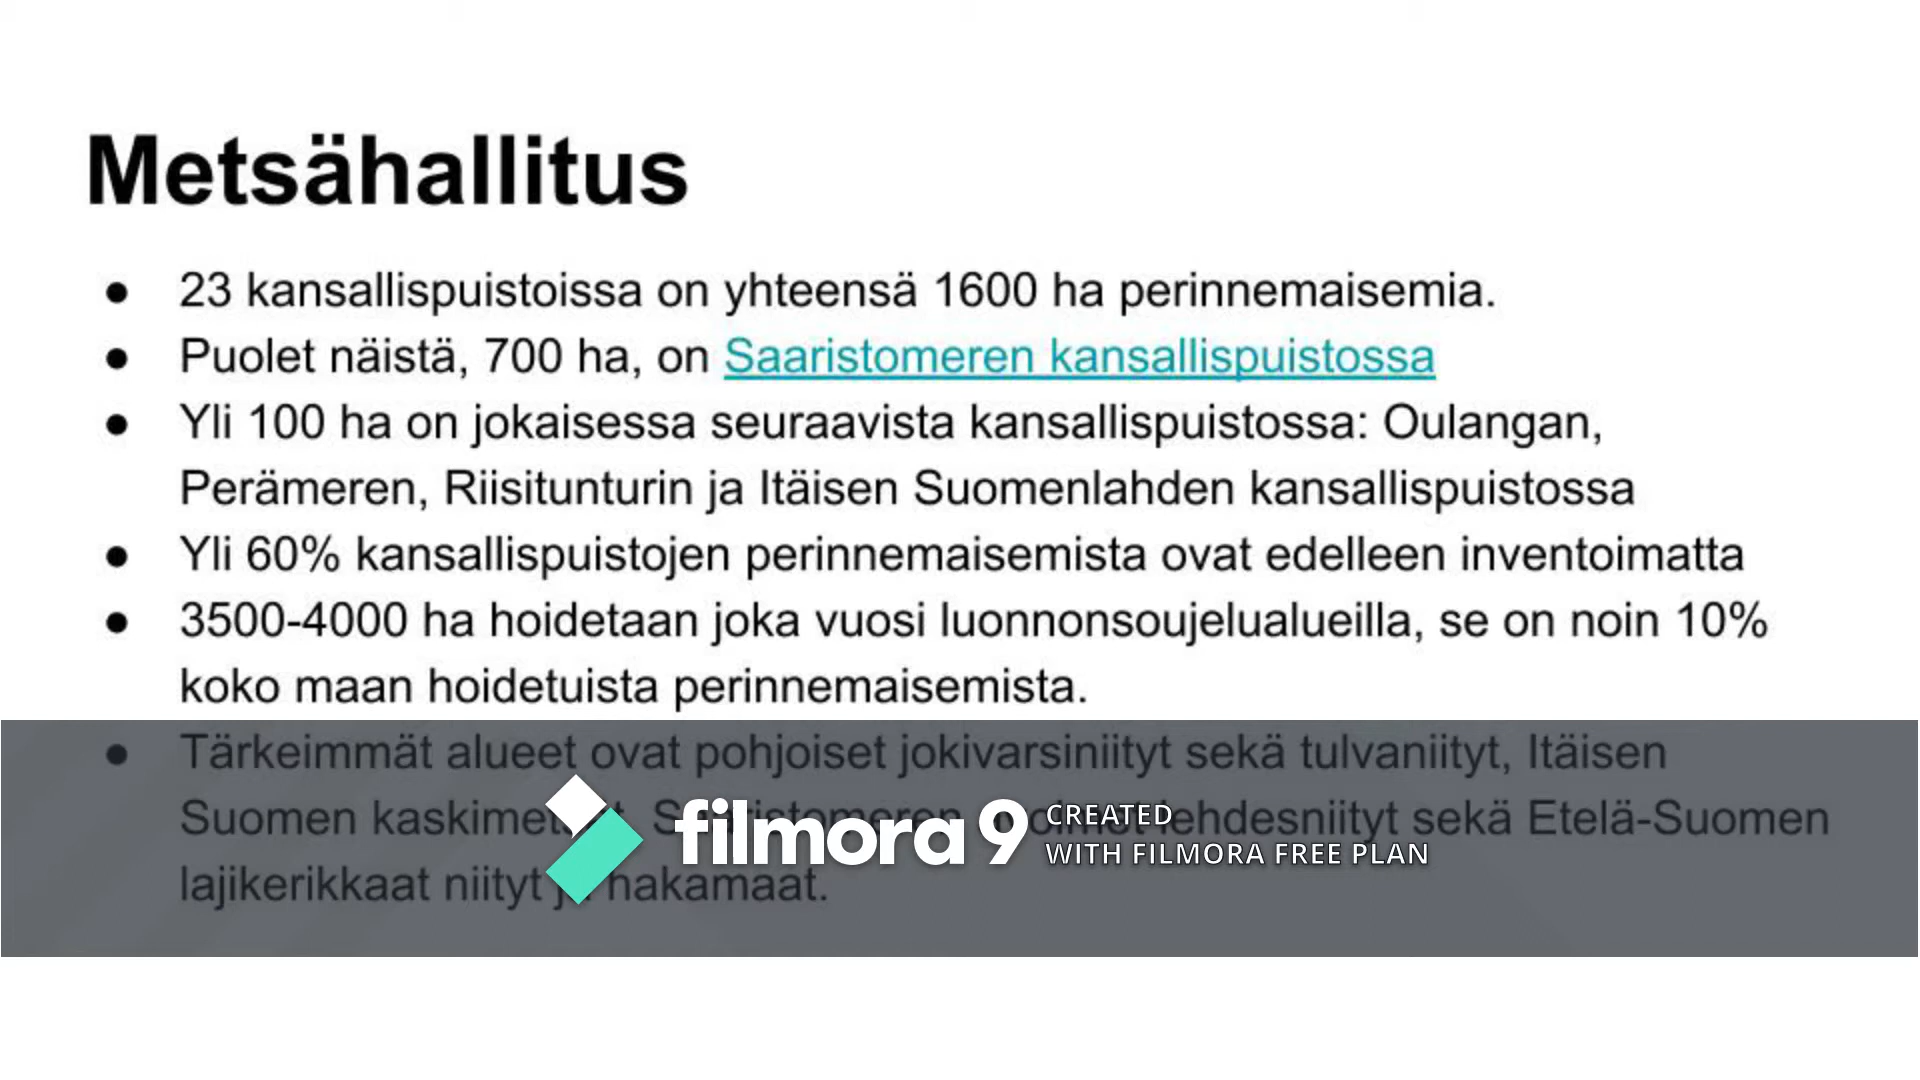 Metsähallitus
● 23 kansallispuistoissa on yhteensä 1600 ha perinnemaisemia.
● Puolet näistä, 700 ha, on Saaristomeren kansallispuistossa
● Yli 100 ha on jokaisessa seuraavista kansallispuistossa: Oulangan,
Perämeren, Riisitunturin ja Itäisen Suomenlahden kansallispuistossa
● Yli 60% kansallispuistojen perinnemaisemista ovat edelleen inventoimatta
● 3500-4000 ha hoidetaan joka vuosi luonnonsoujelualueilla, se on noin 10%
koko maan hoidetuista perinnemaisemista.
● Tärkeimmät alueet ovat pohjoiset jokivarsiniityt sekä tulvaniityt, Itäisen
Suomen lehdesniityt sekä Etelä-Suomen
lajikerikkaat niityt hakamaat.
filmora 9
CREATED
WITH FILMORA FREE PLAN